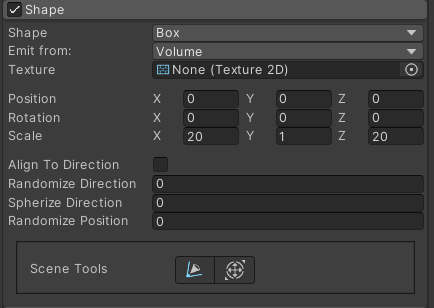 Shape
Shape Box
Emit from: Volume
Texture None (Texture 2D)
Position X 0 Y 0 Z 0
Rotation X 0 Y 0 Z 0
Scale X 20 Y 1 Z 20
Align To Direction
Randomize Direction 0
Spherize Direction 0
Randomize Position 0
Scene Tools